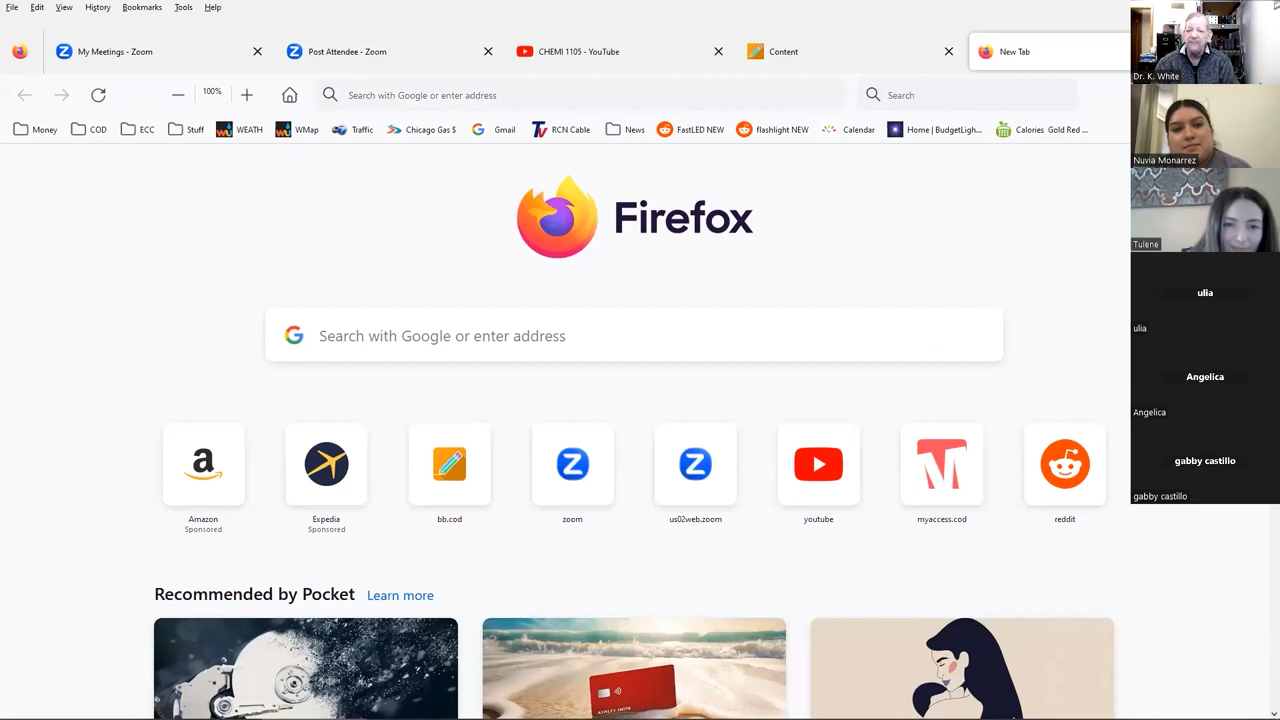 File Edit View History Bookmarks Tools Help
My Meetings - Zoom
Post Attendee - Zoom
CHEMI 1105 - YouTube
Content
New Tab
100%
Search with Google or enter address
Search
Money
COD
ECC
Stuff
WEATH
WMap
Traffic
Chicago Gas $
Gmail
RCN Cable
News
FastLED NEW
flashlight NEW
Calendar
Home | BudgetLigh...
Calories Gold Red ...
Firefox
Search with Google or enter address
Amazon
Sponsored
Expedia
Sponsored
bb.cod
zoom
us02web.zoom
youtube
myaccess.cod
reddit
Recommended by Pocket Learn more
ASHLEY SMITH
Dr. K. White
Nuvia Monarrez
Tulene
ulia
ulia
Angelica
Angelica
gabby castillo
gabby castillo